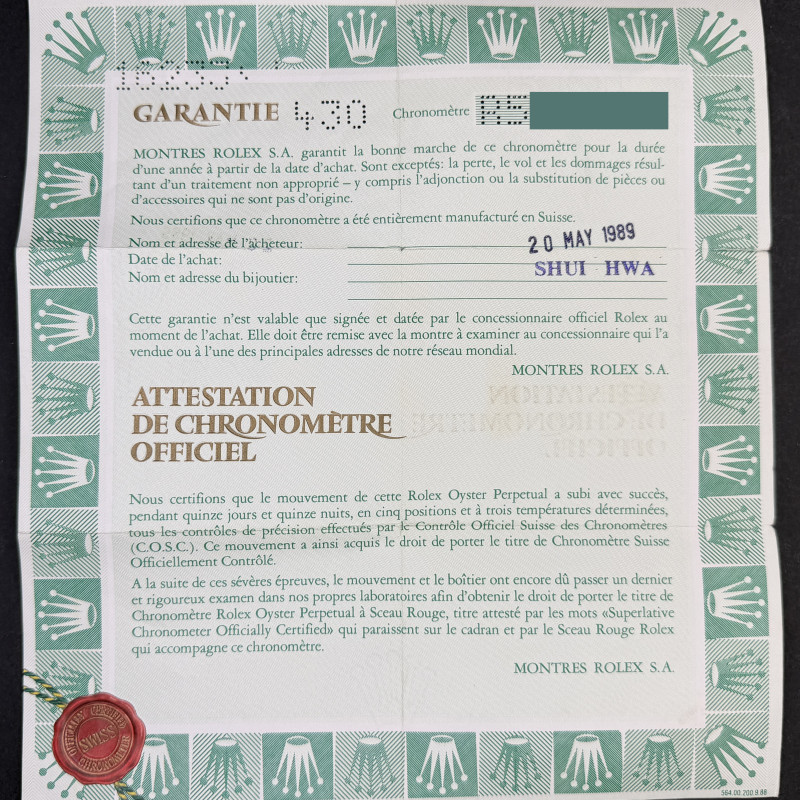 16233
GARANTIE 430 Chronomètre R5
MONTRES ROLEX S.A. garantit la bonne marche de ce chronomètre pour la durée
d'une année à partir de la date d'achat. Sont exceptés: la perte, le vol et les dommages résul-
tant d'un traitement non approprié – y compris l'adjonction ou la substitution de pièces ou
d'accessoires qui ne sont pas d'origine.
Nous certifions que ce chronomètre a été entièrement manufacturé en Suisse.
Nom et adresse de l'acheteur:
20 MAY 1989
Date de l'achat:
SHUI HWA
Nom et adresse du bijoutier:
Cette garantie n'est valable que signée et datée par le concessionnaire officiel Rolex au
moment de l'achat. Elle doit être remise avec la montre à examiner au concessionnaire qui l'a
vendue ou à l'une des principales adresses de notre réseau mondial.
MONTRES ROLEX S.A.
ATTESTATION
DE CHRONOMÈTRE
OFFICIEL
Nous certifions que le mouvement de cette Rolex Oyster Perpetual a subi avec succès,
pendant quinze jours et quinze nuits, en cinq positions et à trois températures déterminées,
tous les contrôles de précision effectués par le Contrôle Officiel Suisse des Chronomètres
(C.O.S.C.). Ce mouvement a ainsi acquis le droit de porter le titre de Chronomètre Suisse
Officiellement Contrôlé.
A la suite de ces sévères épreuves, le mouvement et le boîtier ont encore dû passer un dernier
et rigoureux examen dans nos propres laboratoires afin d'obtenir le droit de porter le titre de
Chronomètre Rolex Oyster Perpetual à Sceau Rouge, titre attesté par les mots «Superlative
Chronometer Officially Certified» qui paraissent sur le cadran et par le Sceau Rouge Rolex
qui accompagne ce chronomètre.
MONTRES ROLEX S.A.
OFFICIALLY CERTIFIED
SWISS
CHRONOMETER
564.00.200.9.88